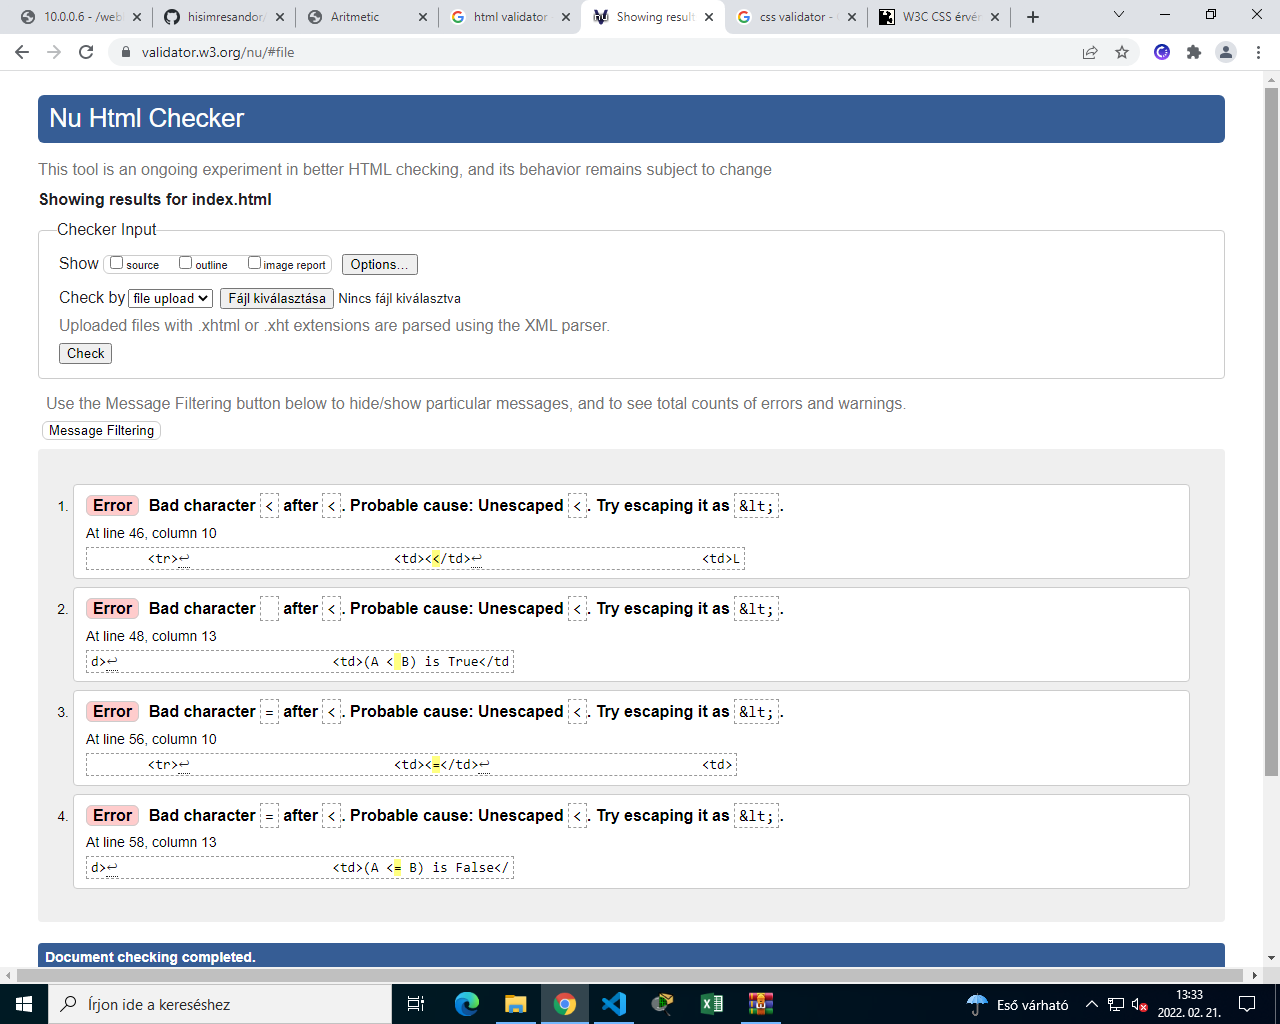 10.0.0.6 - /web
hisimresandor/
Aritmetic
html validator
Showing result
css validator -
W3C CSS érvé
validator.w3.org/nu/#file
Nu Html Checker
This tool is an ongoing experiment in better HTML checking, and its behavior remains subject to change
Showing results for index.html
Checker Input
Show source outline image report Options...
Check by file upload Fájl kiválasztása Nincs fájl kiválasztva
Uploaded files with .xhtml or .xht extensions are parsed using the XML parser.
Check
Use the Message Filtering button below to hide/show particular messages, and to see total counts of errors and warnings.
Message Filtering
1. Error Bad character < after <. Probable cause: Unescaped <. Try escaping it as &lt;.
At line 46, column 10
<tr>↩ <td><</td>↩ <td>L
2. Error Bad character   after <. Probable cause: Unescaped <. Try escaping it as &lt;.
At line 48, column 13
d>↩ <td>(A < B) is True</td
3. Error Bad character = after <. Probable cause: Unescaped <. Try escaping it as &lt;.
At line 56, column 10
<tr>↩ <td><=</td>↩ <td>
4. Error Bad character = after <. Probable cause: Unescaped <. Try escaping it as &lt;.
At line 58, column 13
d>↩ <td>(A <= B) is False</
Document checking completed.
Írjon ide a kereséshez
Eső várható
13:33
2022. 02. 21.